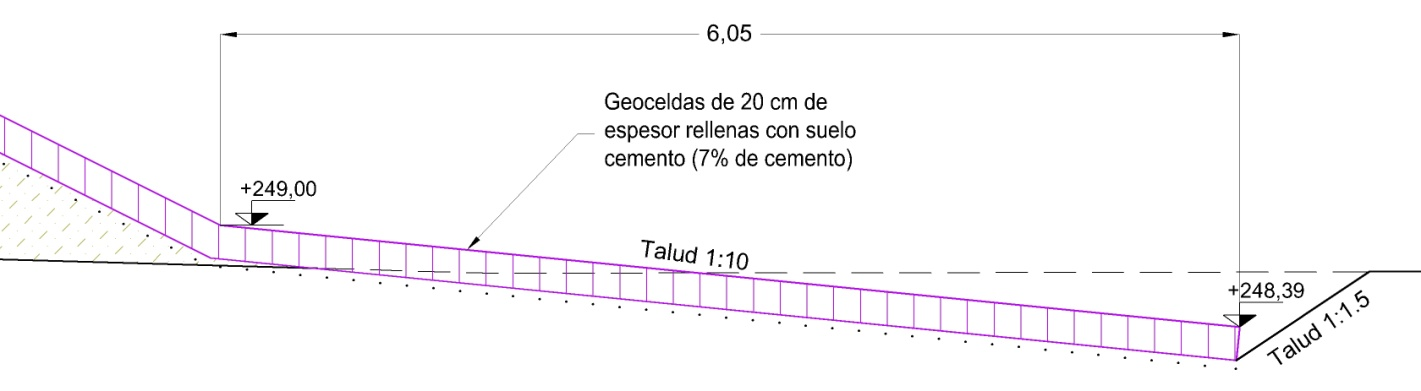 6,05
Geoceldas de 20 cm de
espesor rellenas con suelo
cemento (7% de cemento)
+249,00
Talud 1:10
+248,39
Talud 1:1.5